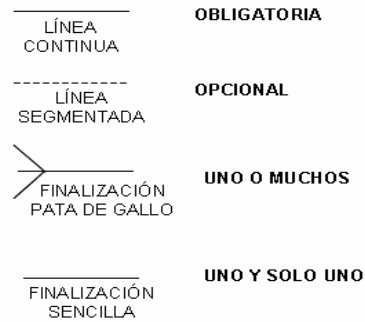 OBLIGATORIA
LÍNEA
CONTINUA
OPCIONAL
LÍNEA
SEGMENTADA
UNO O MUCHOS
FINALIZACIÓN
PATA DE GALLO
UNO Y SOLO UNO
FINALIZACIÓN
SENCILLA